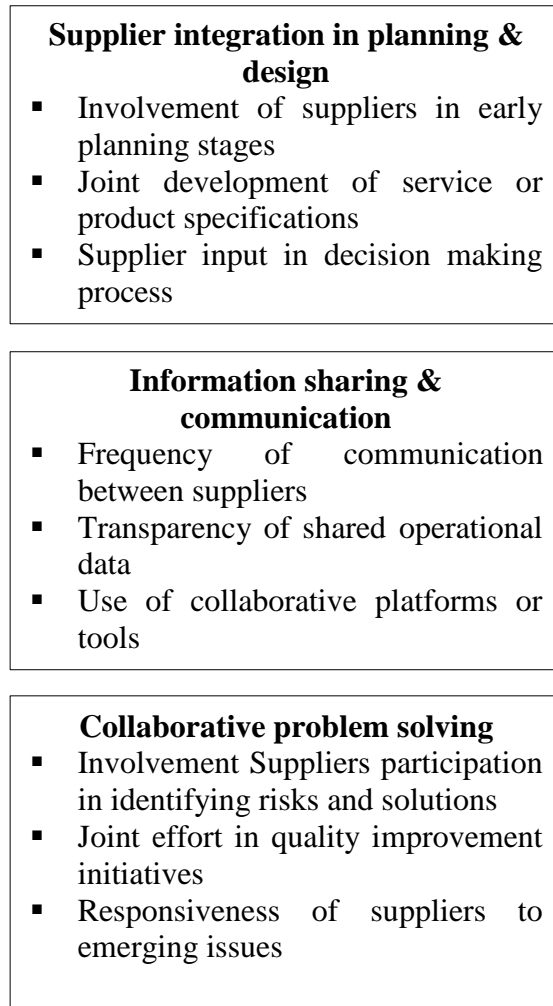 Supplier integration in planning &
design
▪ Involvement of suppliers in early
planning stages
▪ Joint development of service or
product specifications
▪ Supplier input in decision making
process
Information sharing &
communication
▪ Frequency of communication
between suppliers
▪ Transparency of shared operational
data
▪ Use of collaborative platforms or
tools
Collaborative problem solving
▪ Involvement Suppliers participation
in identifying risks and solutions
▪ Joint effort in quality improvement
initiatives
▪ Responsiveness of suppliers to
emerging issues